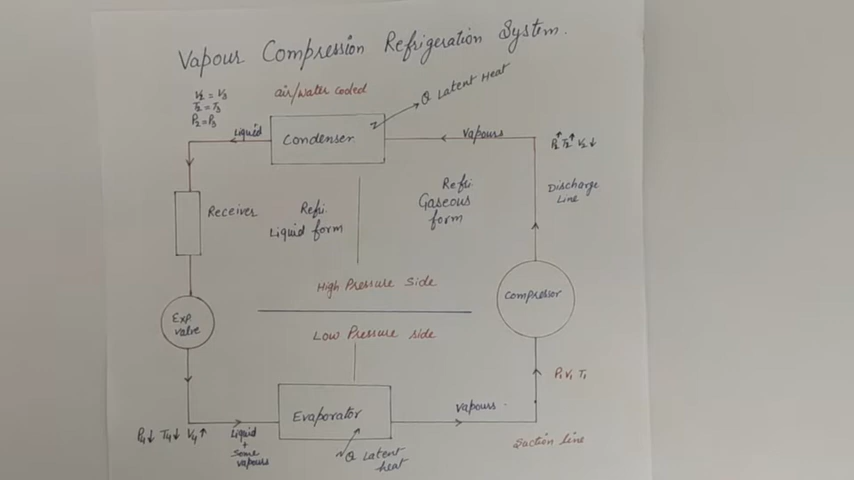 Vapour Compression Refrigeration System.
V2 = V3
T2 = T3
P2 = P3
air/water cooled
Q Latent Heat
Liquid
Condenser
Vapours
P2↑ T2↑ V2↓
Discharge
Line
Receiver
Refri.
Liquid form
Refri.
Gaseous
form
High Pressure Side
Compressor
Exp.
valve
Low Pressure side
P1 V1 T1
Evaporator
Vapours
P4↓ T4↓ V4↑
Liquid
+
Some
vapours
Q Latent
heat
Suction line